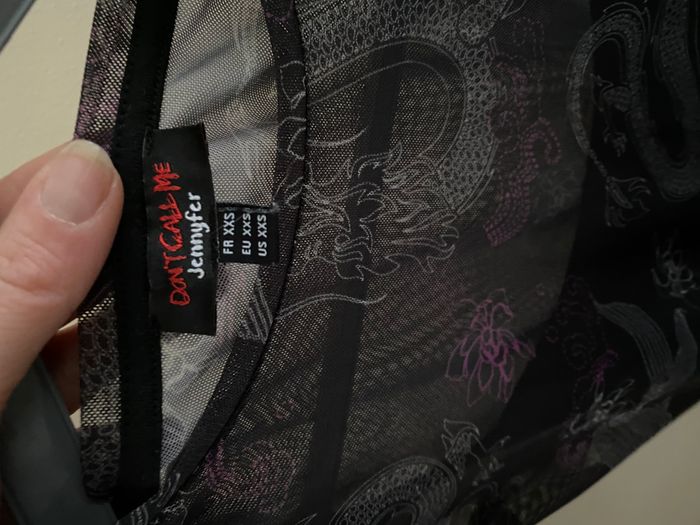 DON'T CALL ME
Jennyfer
FR XXS
EU XXS
US XXS